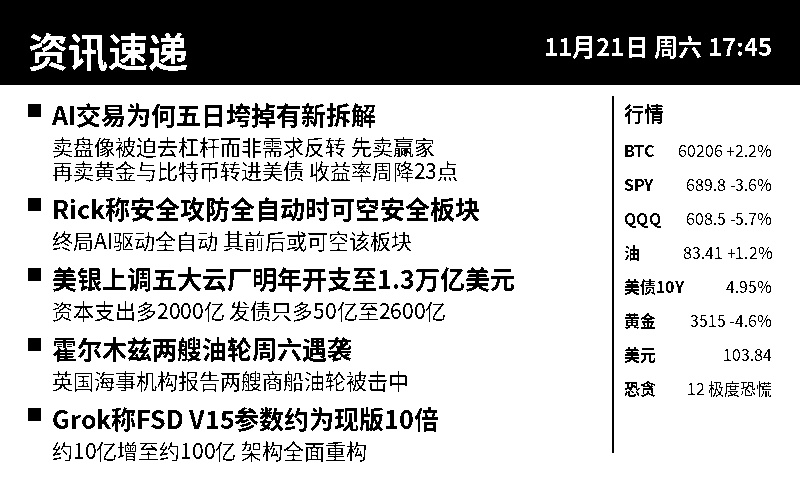 资讯速递
11月21日 周六 17:45
AI交易为何五日垮掉有新拆解
卖盘像被迫去杠杆而非需求反转 先卖赢家
再卖黄金与比特币转进美债 收益率周降23点
Rick称安全攻防全自动时可空安全板块
终局AI驱动全自动 其前后或可空该板块
美银上调五大云厂明年开支至1.3万亿美元
资本支出多2000亿 发债只多50亿至2600亿
霍尔木兹两艘油轮周六遇袭
英国海事机构报告两艘商船油轮被击中
Grok称FSD V15参数约为现版10倍
约10亿增至约100亿 架构全面重构
行情
BTC 60206 +2.2%
SPY 689.8 -3.6%
QQQ 608.5 -5.7%
油 83.41 +1.2%
美债10Y 4.95%
黄金 3515 -4.6%
美元 103.84
恐贪 12 极度恐慌